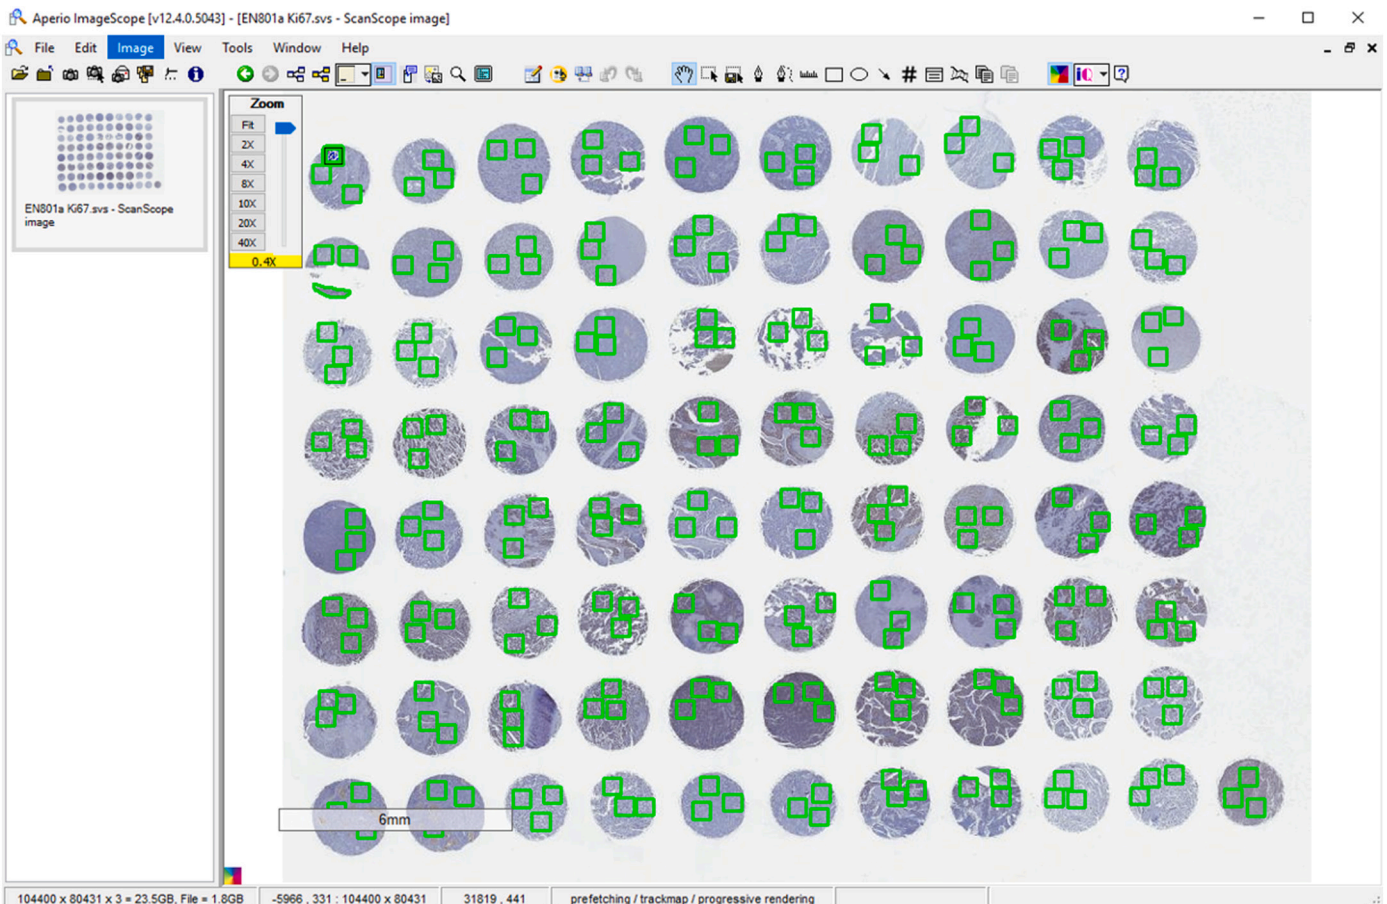 Aperio ImageScope [v12.4.0.5043] - [EN801a Ki67.svs - ScanScope image]
File Edit Image View Tools Window Help
iQ
Zoom
Fit
2X
4X
8X
10X
20X
40X
0.4X
EN801a Ki67.svs - ScanScope
image
6mm
104400 x 80431 x 3 = 23.5GB, File = 1.8GB -5966 , 331 : 104400 x 80431 31819 , 441 prefetching / trackmap / progressive rendering